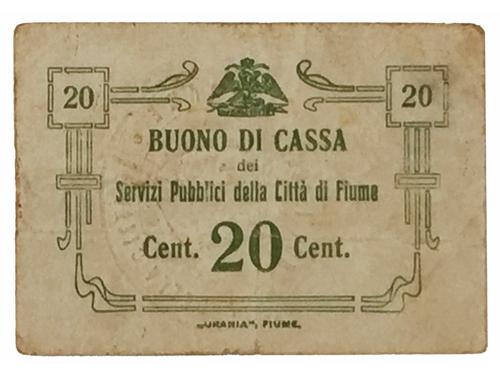 20 20
BUONO DI CASSA
dei
Servizi Pubblici della Città di Fiume
Cent. 20 Cent.
„URANIA", FIUME.